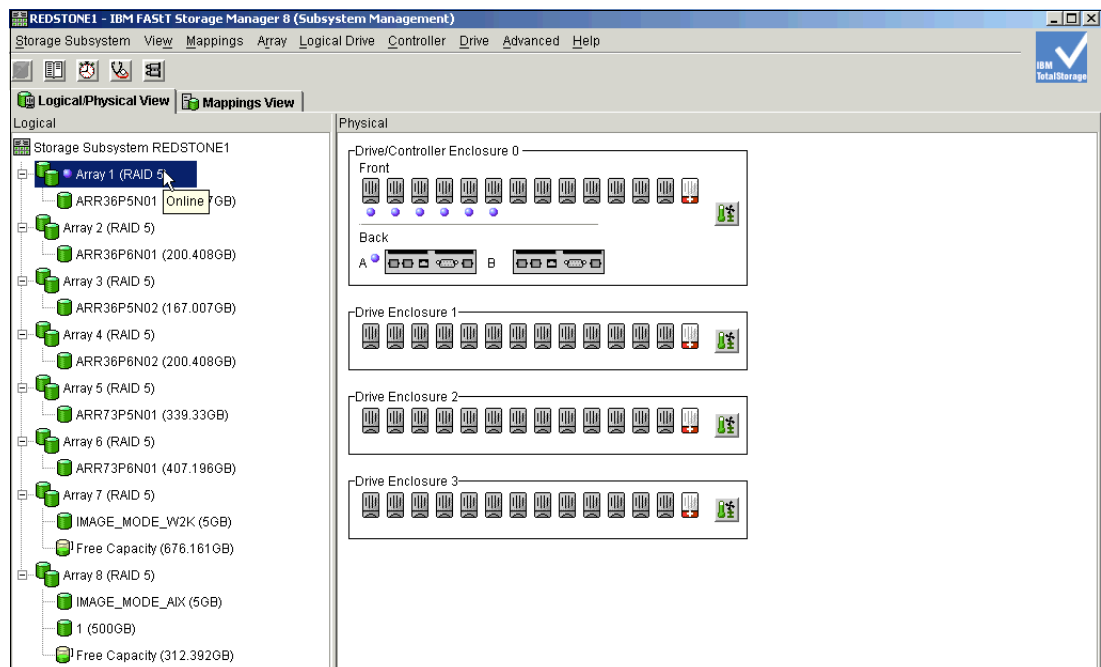 REDSTONE1 - IBM FAStT Storage Manager 8 (Subsystem Management)
Storage Subsystem View Mappings Array Logical Drive Controller Drive Advanced Help
IBM
TotalStorage
Logical/Physical View Mappings View
Logical
Storage Subsystem REDSTONE1
Array 1 (RAID 5)
ARR36P5N01 Online 7GB)
Array 2 (RAID 5)
ARR36P6N01 (200.408GB)
Array 3 (RAID 5)
ARR36P5N02 (167.007GB)
Array 4 (RAID 5)
ARR36P6N02 (200.408GB)
Array 5 (RAID 5)
ARR73P5N01 (339.33GB)
Array 6 (RAID 5)
ARR73P6N01 (407.196GB)
Array 7 (RAID 5)
IMAGE_MODE_W2K (5GB)
Free Capacity (676.161GB)
Array 8 (RAID 5)
IMAGE_MODE_AIX (5GB)
1 (500GB)
Free Capacity (312.392GB)
Physical
Drive/Controller Enclosure 0
Front
Back
A B
Drive Enclosure 1
Drive Enclosure 2
Drive Enclosure 3